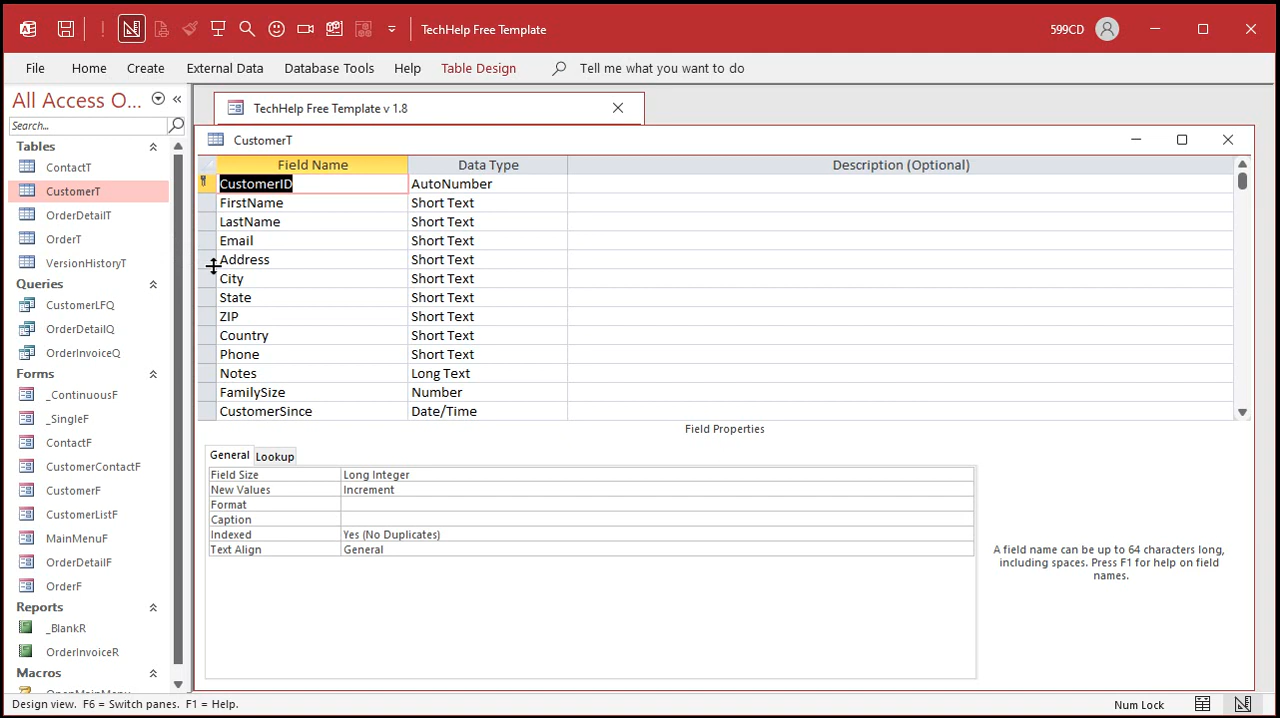 TechHelp Free Template
599CD
File Home Create External Data Database Tools Help Table Design Tell me what you want to do
All Access O...
Search...
Tables
ContactT
CustomerT
OrderDetailT
OrderT
VersionHistoryT
Queries
CustomerLFQ
OrderDetailQ
OrderInvoiceQ
Forms
_ContinuousF
_SingleF
ContactF
CustomerContactF
CustomerF
CustomerListF
MainMenuF
OrderDetailF
OrderF
Reports
_BlankR
OrderInvoiceR
Macros
OpenMainMenu
TechHelp Free Template v 1.8
CustomerT
Field Name Data Type Description (Optional)
CustomerID AutoNumber
FirstName Short Text
LastName Short Text
Email Short Text
Address Short Text
City Short Text
State Short Text
ZIP Short Text
Country Short Text
Phone Short Text
Notes Long Text
FamilySize Number
CustomerSince Date/Time
Field Properties
General Lookup
Field Size Long Integer
New Values Increment
Format
Caption
Indexed Yes (No Duplicates)
Text Align General
A field name can be up to 64 characters long,
including spaces. Press F1 for help on field
names.
Design view. F6 = Switch panes. F1 = Help.
Num Lock